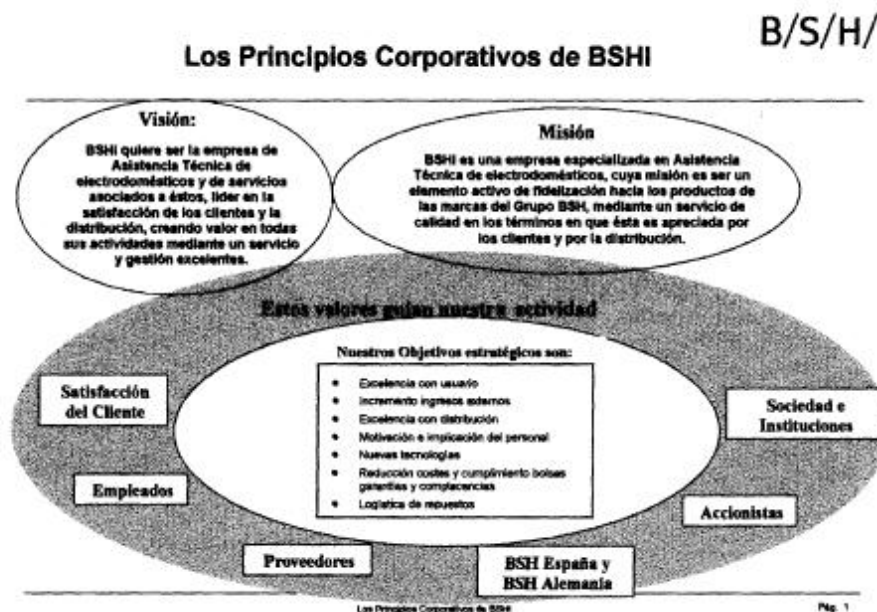 B/S/H/
Los Principios Corporativos de BSHI
Visión:
BSHI quiere ser la empresa de
Asistencia Técnica de
electrodomésticos y de servicios
asociados a éstos, líder en la
satisfacción de los clientes y la
distribución, creando valor en todas
sus actividades mediante un servicio
y gestión excelentes.
Misión
BSHI es una empresa especializada en Asistencia
Técnica de electrodomésticos, cuya misión es ser un
elemento activo de fidelización hacia los productos de
las marcas del Grupo BSH, mediante un servicio de
calidad en los términos en que ésta es apreciada por
los clientes y por la distribución.
Estos valores guían nuestra actividad
Nuestros Objetivos estratégicos son:
• Excelencia con usuario
• Incremento ingresos externos
• Excelencia con distribución
• Motivación e implicación del personal
• Nuevas tecnologías
• Reducción costes y cumplimiento bolsas
garantías y complacencias
• Logística de repuestos
Satisfacción
del Cliente
Empleados
Proveedores
BSH España y
BSH Alemania
Accionistas
Sociedad e
Instituciones
Los Principios Corporativos de BSHI
Pág. 1